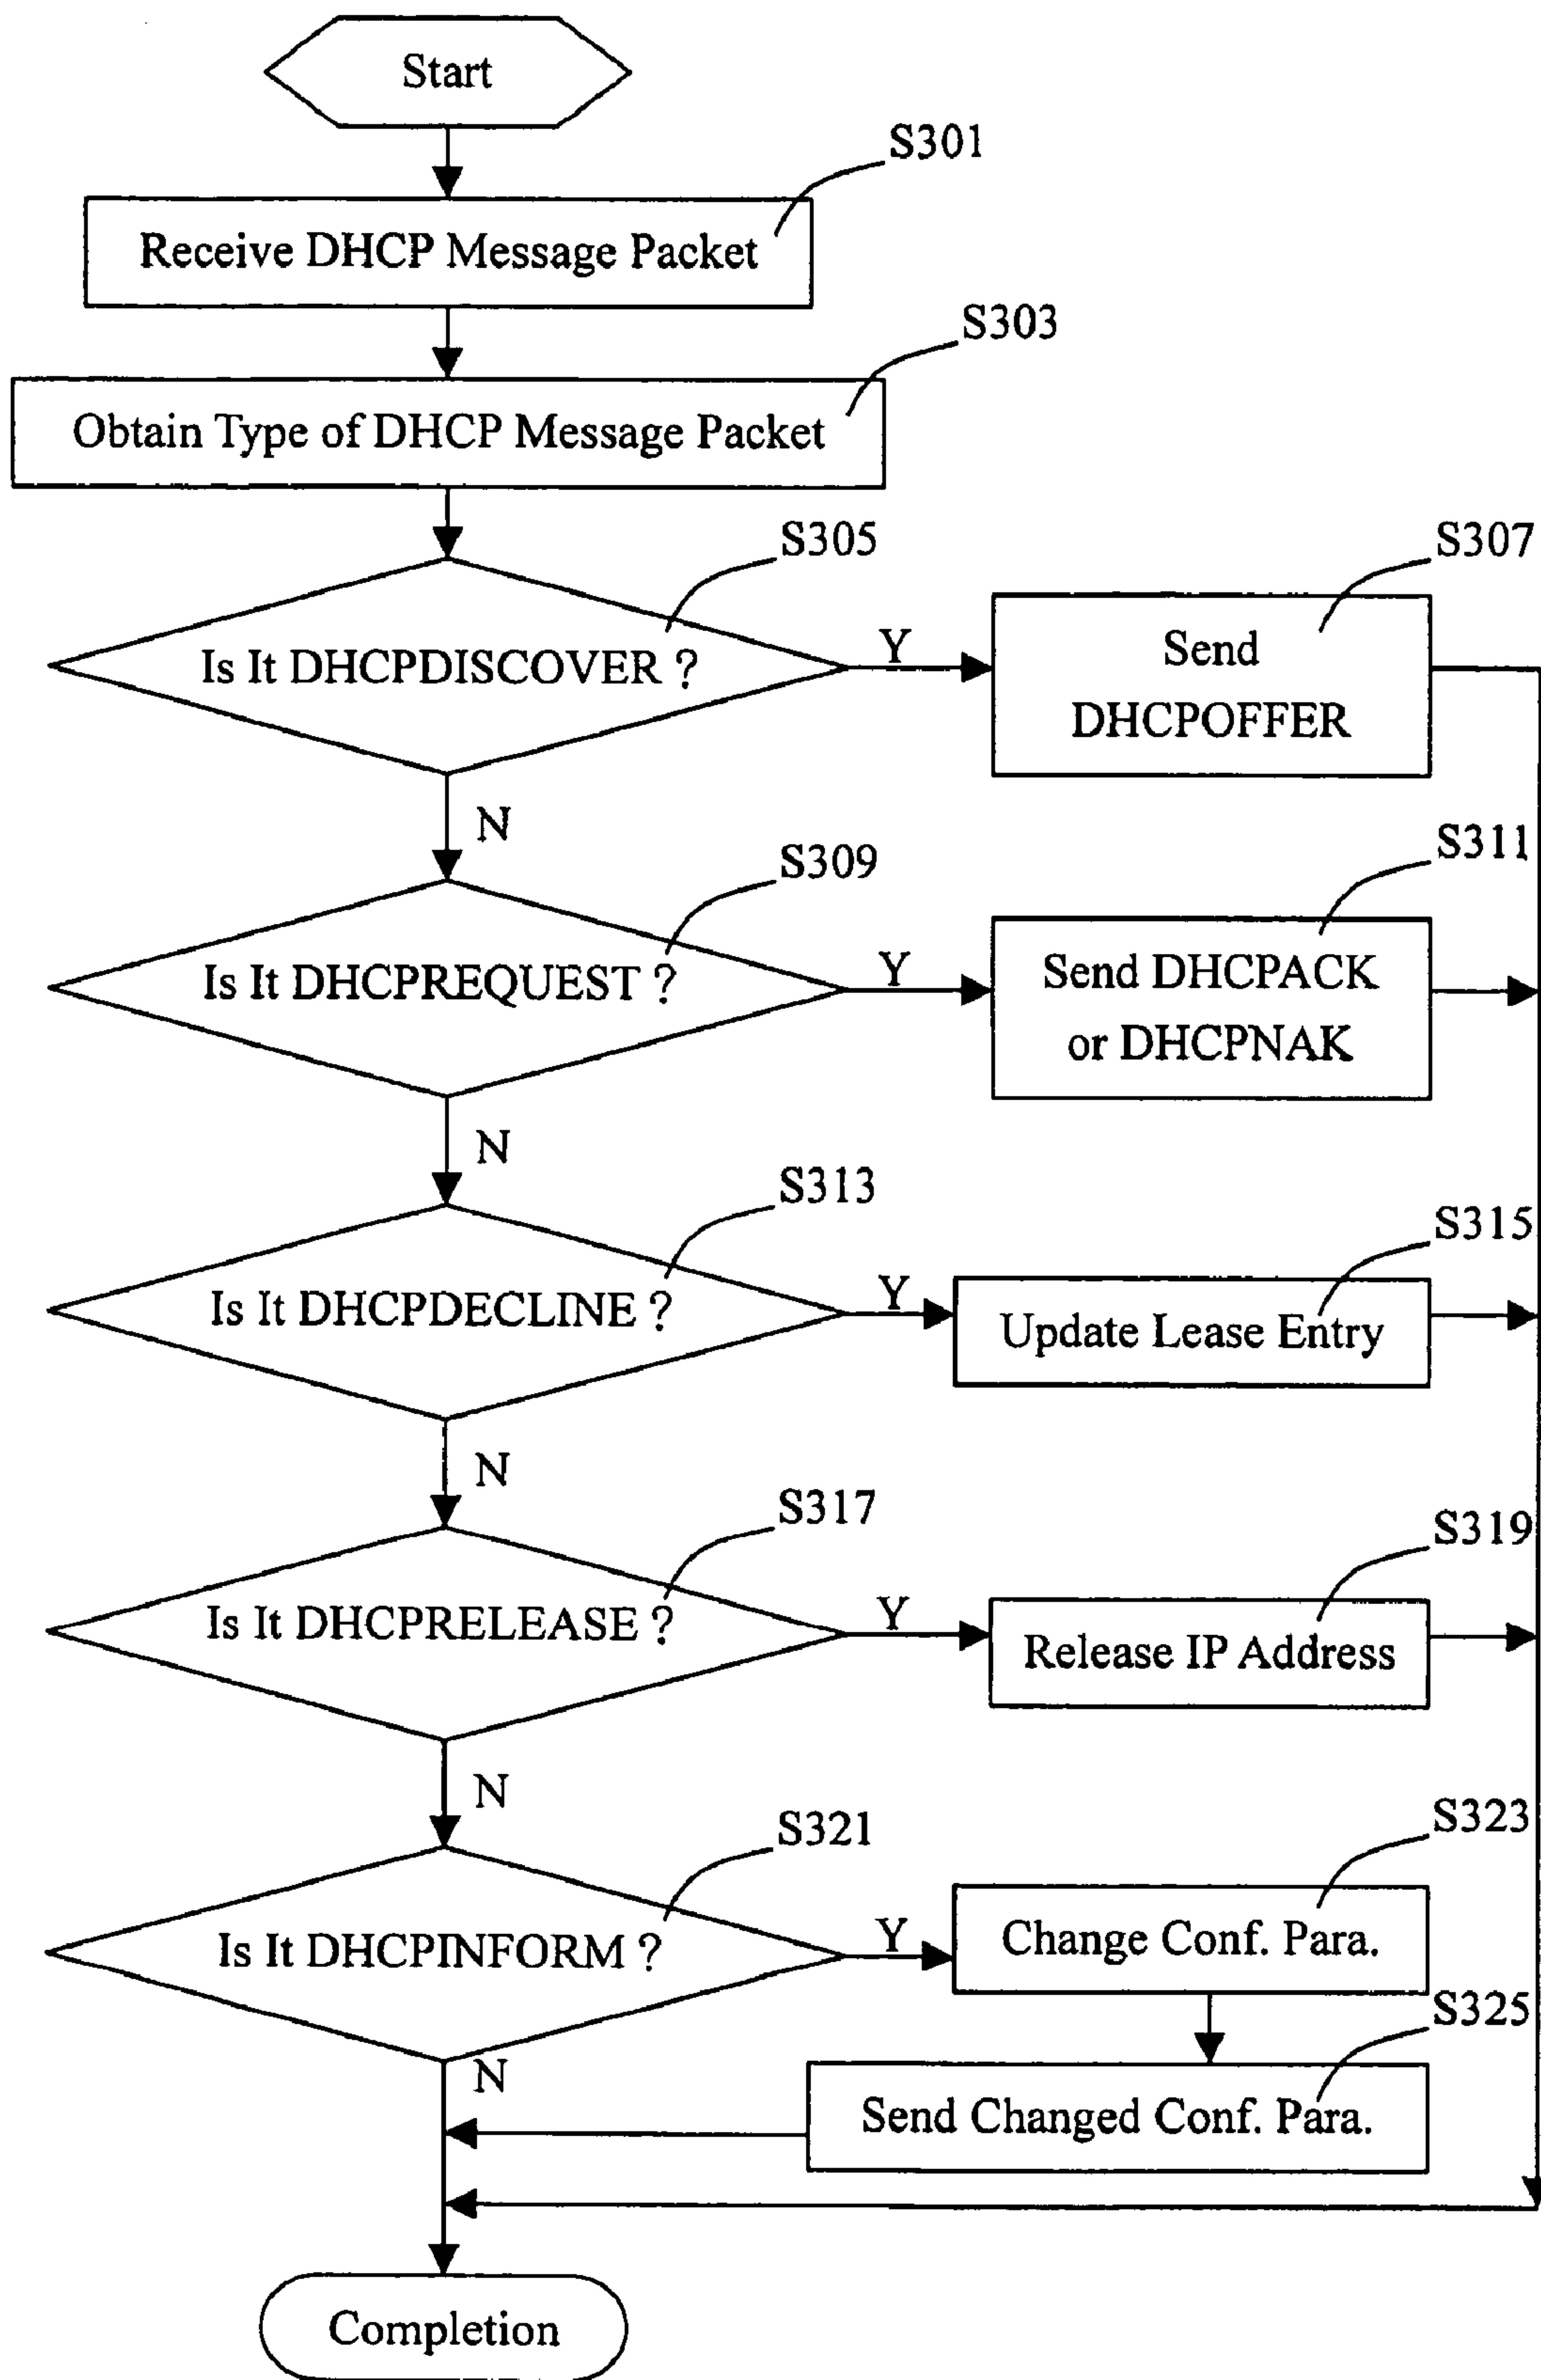 Start
S301
Receive DHCP Message Packet
S303
Obtain Type of DHCP Message Packet
S305
Is It DHCPDISCOVER ?
Y
S307
Send
DHCPOFFER
N
S309
Is It DHCPREQUEST ?
Y
S311
Send DHCPACK
or DHCPNAK
N
S313
Is It DHCPDECLINE ?
Y
S315
Update Lease Entry
N
S317
Is It DHCPRELEASE ?
Y
S319
Release IP Address
N
S321
Is It DHCPINFORM ?
Y
S323
Change Conf. Para.
S325
Send Changed Conf. Para.
N
Completion